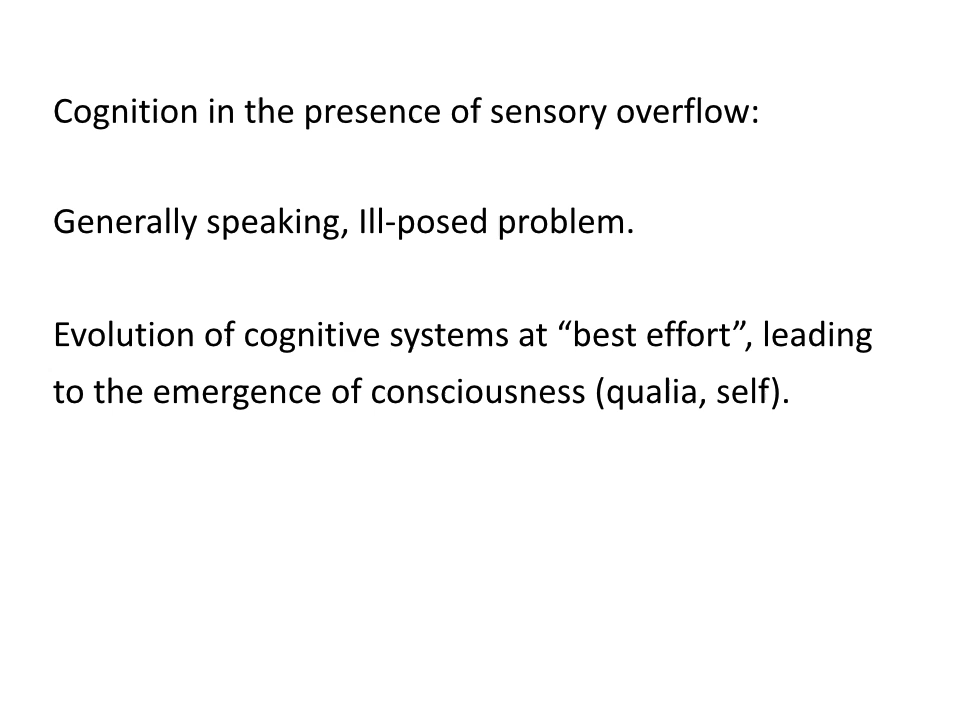 Cognition in the presence of sensory overflow:
Generally speaking, Ill-posed problem.
Evolution of cognitive systems at “best effort”, leading
to the emergence of consciousness (qualia, self).